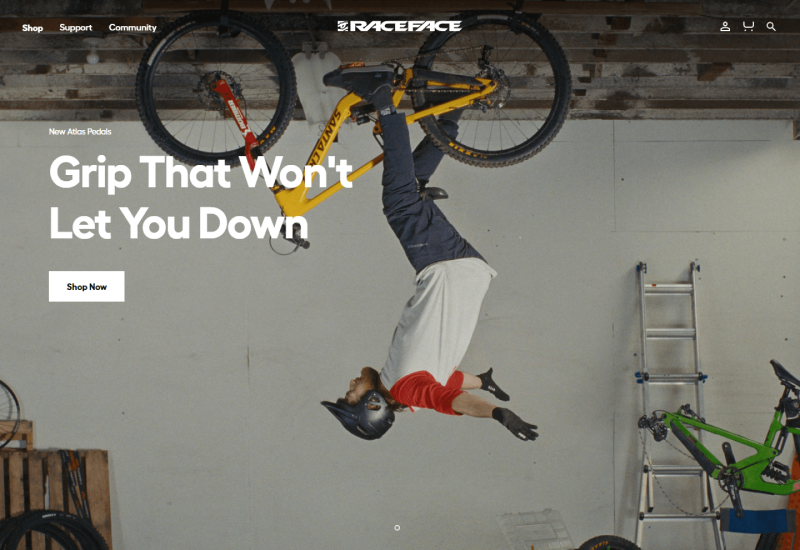 Shop
Support
Community
RACEFACE
New Atlas Pedals
Grip That Won't
Let You Down
Shop Now